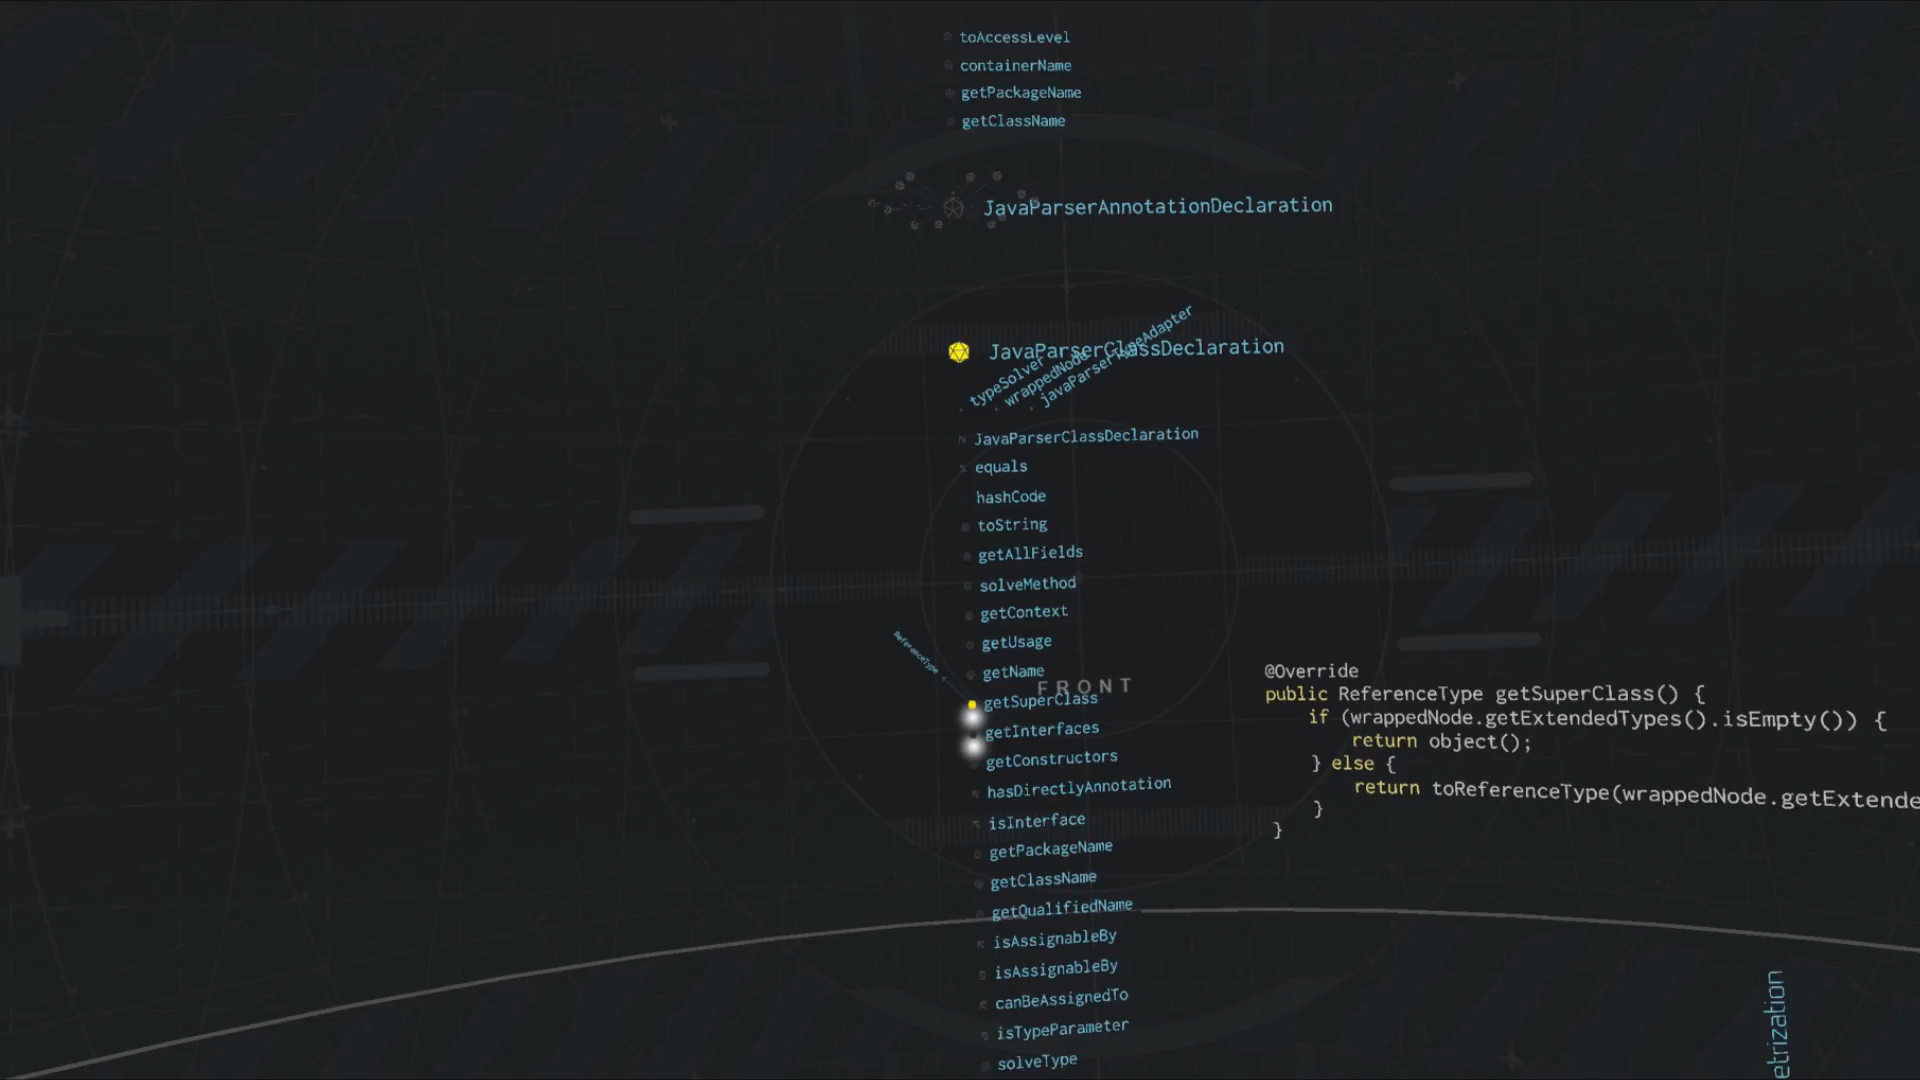 toAccessLevel
containerName
getPackageName
getClassName
JavaParserAnnotationDeclaration
JavaParserClassDeclaration
typeSolver
wrappedNode
javaParserTypeAdapter
JavaParserClassDeclaration
equals
hashCode
toString
getAllFields
solveMethod
getContext
getUsage
ReferenceType
getName
FRONT
getSuperClass
getInterfaces
getConstructors
hasDirectlyAnnotation
isInterface
getPackageName
getClassName
getQualifiedName
isAssignableBy
isAssignableBy
canBeAssignedTo
isTypeParameter
solveType
@Override
public ReferenceType getSuperClass() {
if (wrappedNode.getExtendedTypes().isEmpty()) {
return object();
} else {
return toReferenceType(wrappedNode.getExtende
}
}
etrization